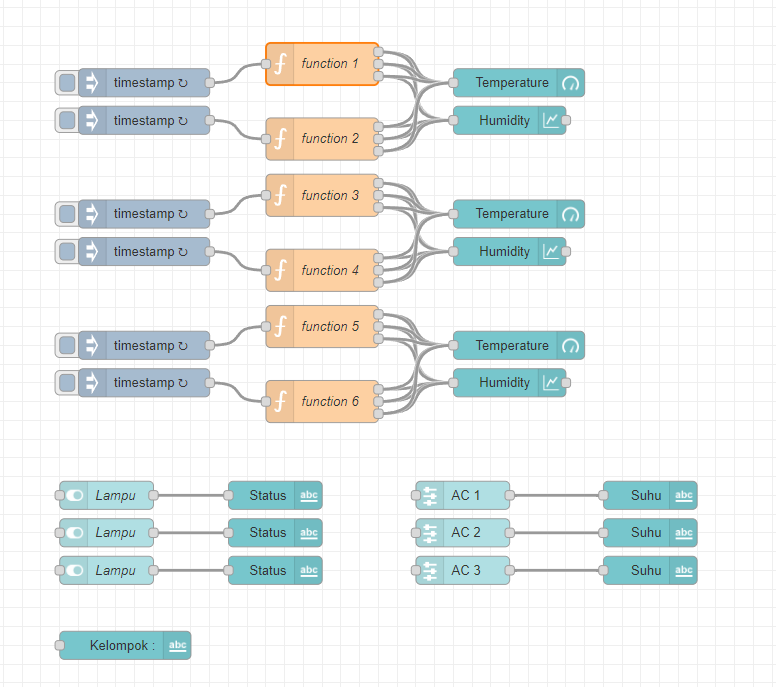 function 1
timestamp ↻
Temperature
timestamp ↻
Humidity
function 2
function 3
timestamp ↻
Temperature
timestamp ↻
Humidity
function 4
function 5
timestamp ↻
Temperature
timestamp ↻
Humidity
function 6
Lampu
Status abc
AC 1
Suhu abc
Lampu
Status abc
AC 2
Suhu abc
Lampu
Status abc
AC 3
Suhu abc
Kelompok : abc